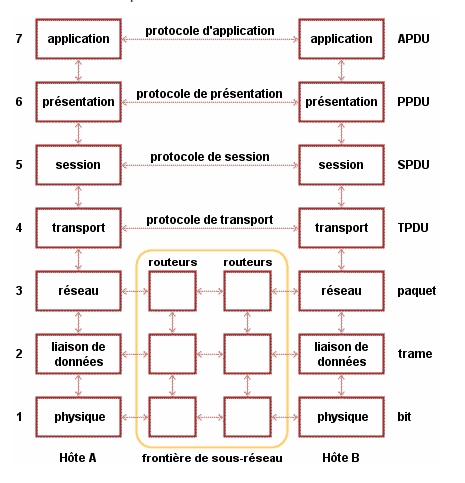 protocole d'application
7 application application APDU
protocole de présentation
6 présentation présentation PPDU
protocole de session
5 session session SPDU
protocole de transport
4 transport transport TPDU
routeurs routeurs
3 réseau réseau paquet
liaison de liaison de
2 données données trame
1 physique physique bit
Hôte A frontière de sous-réseau Hôte B